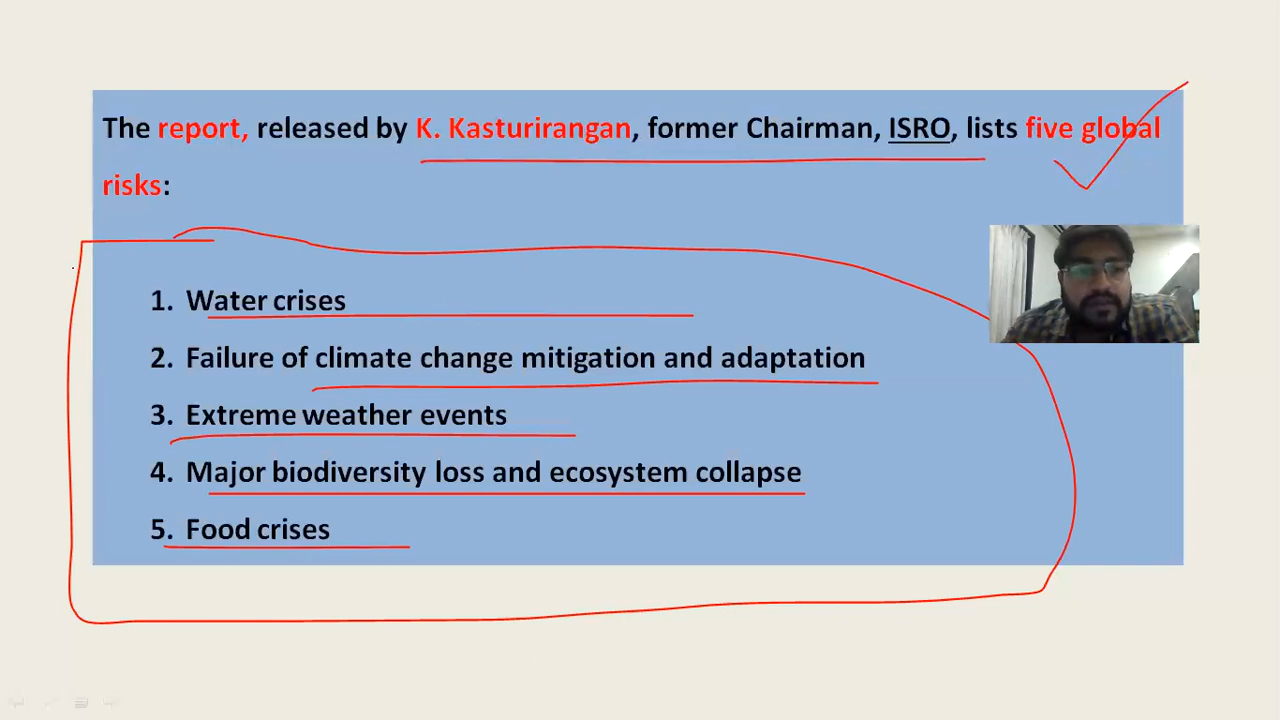 The report, released by K. Kasturirangan, former Chairman, ISRO, lists five global
risks:
1. Water crises
2. Failure of climate change mitigation and adaptation
3. Extreme weather events
4. Major biodiversity loss and ecosystem collapse
5. Food crises